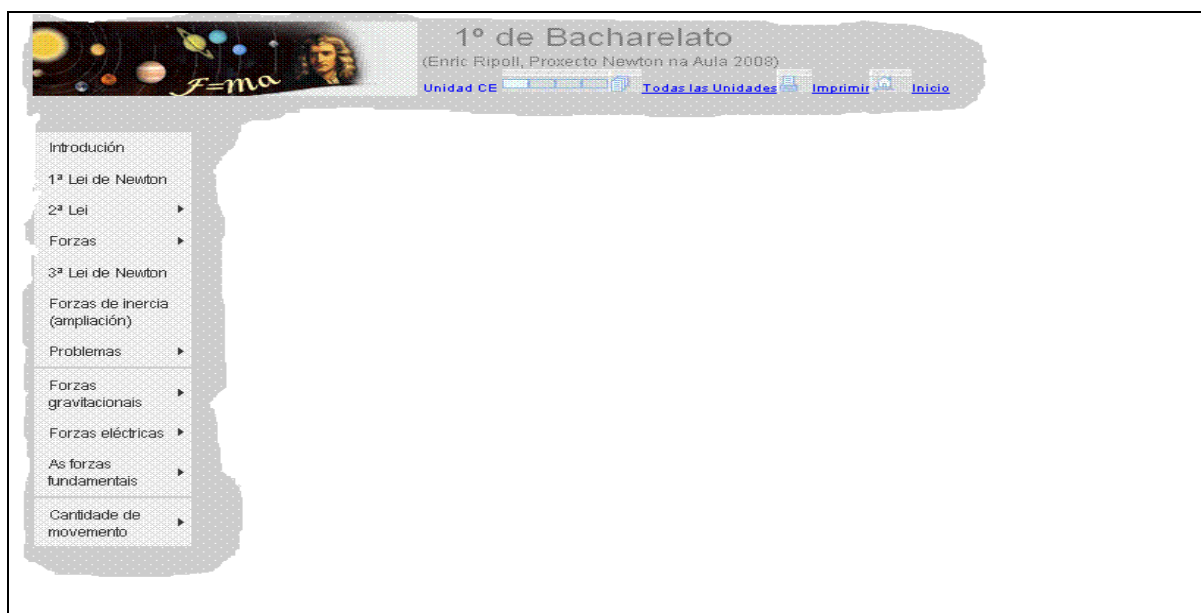 F=ma
1º de Bacharelato
(Enric Ripoll, Proxecto Newton na Aula 2008)
Unidad CE Todas las Unidades Imprimir Inicio
Introdución
1ª Lei de Newton
2ª Lei
Forzas
3ª Lei de Newton
Forzas de inercia
(ampliación)
Problemas
Forzas
gravitacionais
Forzas eléctricas
As forzas
fundamentais
Cantidade de
movemento